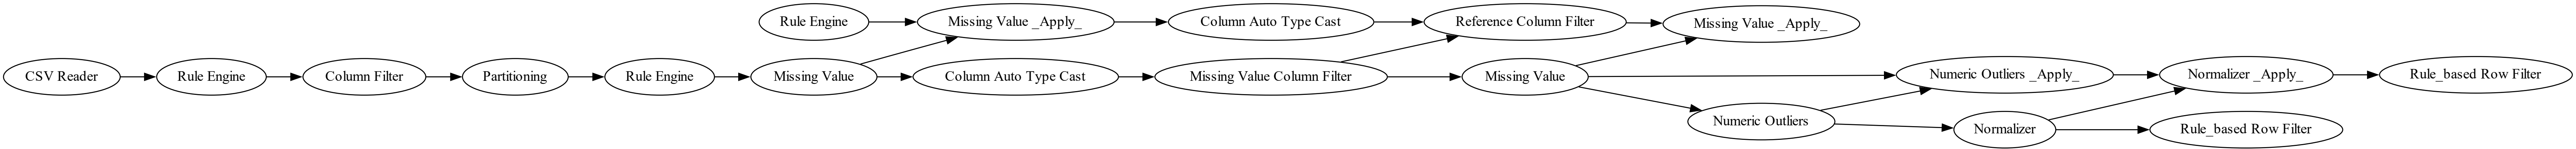 Rule Engine
Missing Value _Apply_
Column Auto Type Cast
Reference Column Filter
Missing Value _Apply_
CSV Reader
Rule Engine
Column Filter
Partitioning
Rule Engine
Missing Value
Column Auto Type Cast
Missing Value Column Filter
Missing Value
Numeric Outliers _Apply_
Normalizer _Apply_
Rule_based Row Filter
Numeric Outliers
Normalizer
Rule_based Row Filter